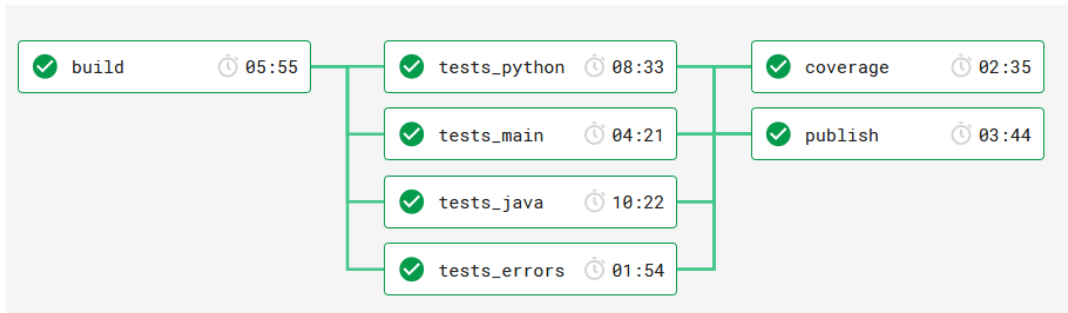 build 05:55
tests_python 08:33
coverage 02:35
tests_main 04:21
publish 03:44
tests_java 10:22
tests_errors 01:54